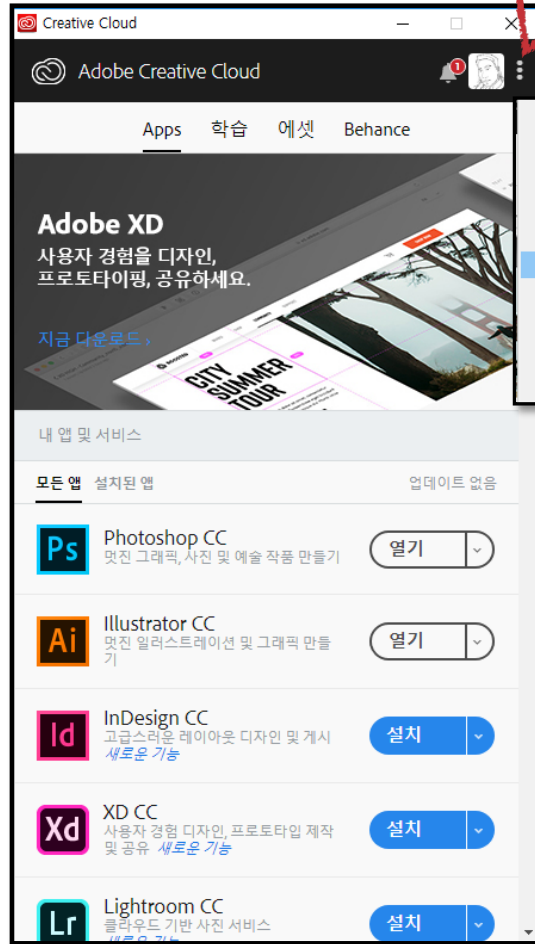 Creative Cloud
Adobe Creative Cloud
1
Apps 학습 에셋 Behance
Adobe XD
사용자 경험을 디자인,
프로토타이핑, 공유하세요.
지금 다운로드 ›
CITY
SUMMER
TOUR
내 앱 및 서비스
모든 앱 설치된 앱 업데이트 없음
Ps
Photoshop CC
멋진 그래픽, 사진 및 예술 작품 만들기
열기
Ai
Illustrator CC
멋진 일러스트레이션 및 그래픽 만들
기
열기
Id
InDesign CC
고급스러운 레이아웃 디자인 및 게시
새로운 기능
설치
Xd
XD CC
사용자 경험 디자인, 프로토타입 제작
및 공유 새로운 기능
설치
Lr
Lightroom CC
클라우드 기반 사진 서비스
새로운 기능
설치